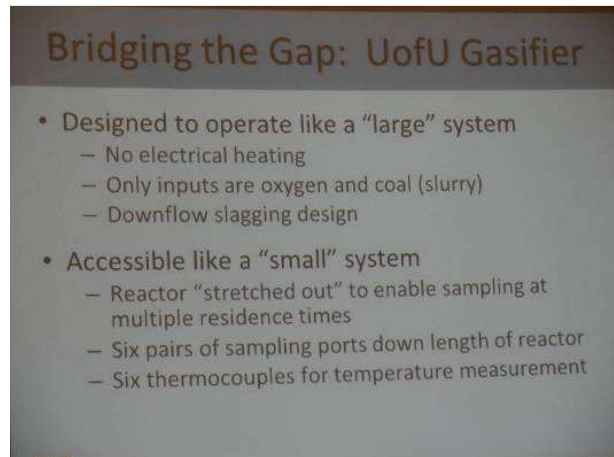 Bridging the Gap: UofU Gasifier
• Designed to operate like a “large” system
– No electrical heating
– Only inputs are oxygen and coal (slurry)
– Downflow slagging design
• Accessible like a “small” system
– Reactor “stretched out” to enable sampling at
multiple residence times
– Six pairs of sampling ports down length of reactor
– Six thermocouples for temperature measurement